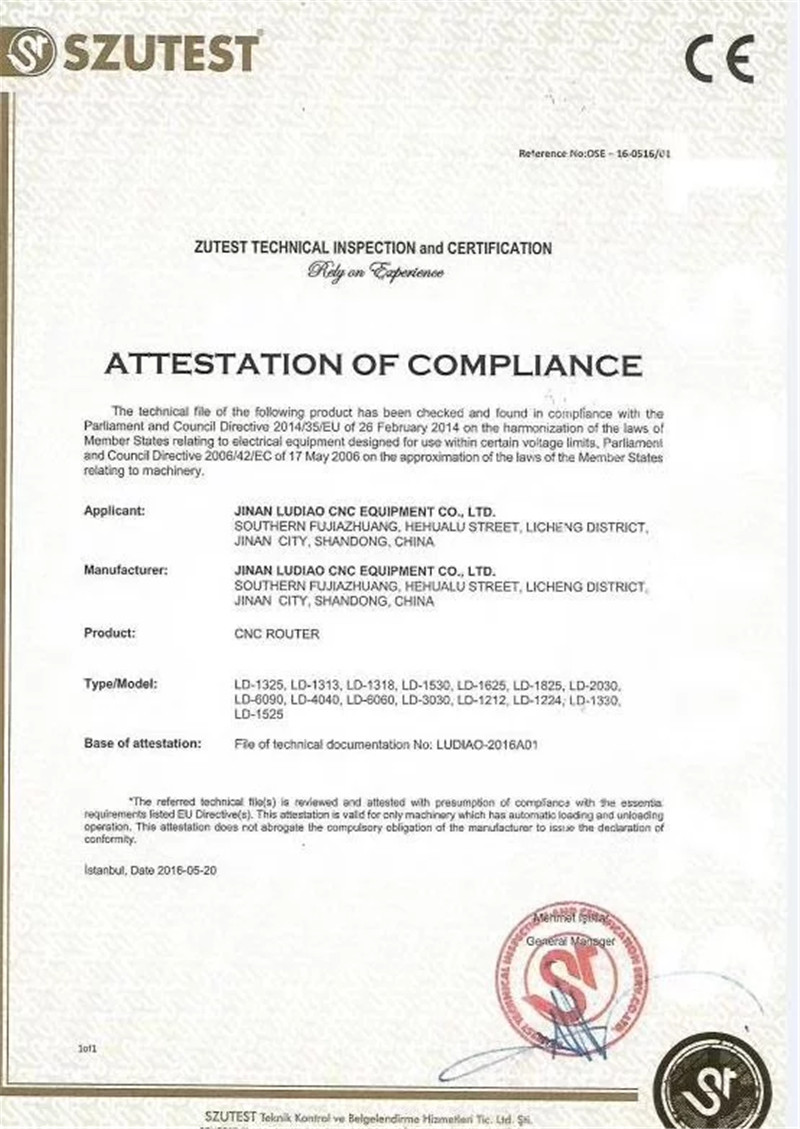 SZUTEST
CE
Reference No:OSE – 16-0516/01
ZUTEST TECHNICAL INSPECTION and CERTIFICATION
Rely on Experience
ATTESTATION OF COMPLIANCE
The technical file of the following product has been checked and found in compliance with the
Parliament and Council Directive 2014/35/EU of 26 February 2014 on the harmonization of the laws of
Member States relating to electrical equipment designed for use within certain voltage limits, Parliament
and Council Directive 2006/42/EC of 17 May 2006 on the approximation of the laws of the Member States
relating to machinery.
Applicant: JINAN LUDIAO CNC EQUIPMENT CO., LTD.
SOUTHERN FUJIAZHUANG, HEHUALU STREET, LICHENG DISTRICT,
JINAN CITY, SHANDONG, CHINA
Manufacturer: JINAN LUDIAO CNC EQUIPMENT CO., LTD.
SOUTHERN FUJIAZHUANG, HEHUALU STREET, LICHENG DISTRICT,
JINAN CITY, SHANDONG, CHINA
Product: CNC ROUTER
Type/Model: LD-1325, LD-1313, LD-1318, LD-1530, LD-1625, LD-1825, LD-2030,
LD-6090, LD-4040, LD-6060, LD-3030, LD-1212, LD-1224, LD-1330,
LD-1525
Base of attestation: File of technical documentation No: LUDIAO-2016A01
*The referred technical file(s) is reviewed and attested with presumption of compliance with the essential
requirements listed EU Directive(s). This attestation is valid for only machinery which has automatic loading and unloading
operation. This attestation does not abrogate the compulsory obligation of the manufacturer to issue the declaration of
conformity.
İstanbul, Date 2016-05-20
Mehmet
General Manager
1of1
SZUTEST Teknik Kontrol ve Belgelendirme Hizmetleri Tic. Ltd. Şti.